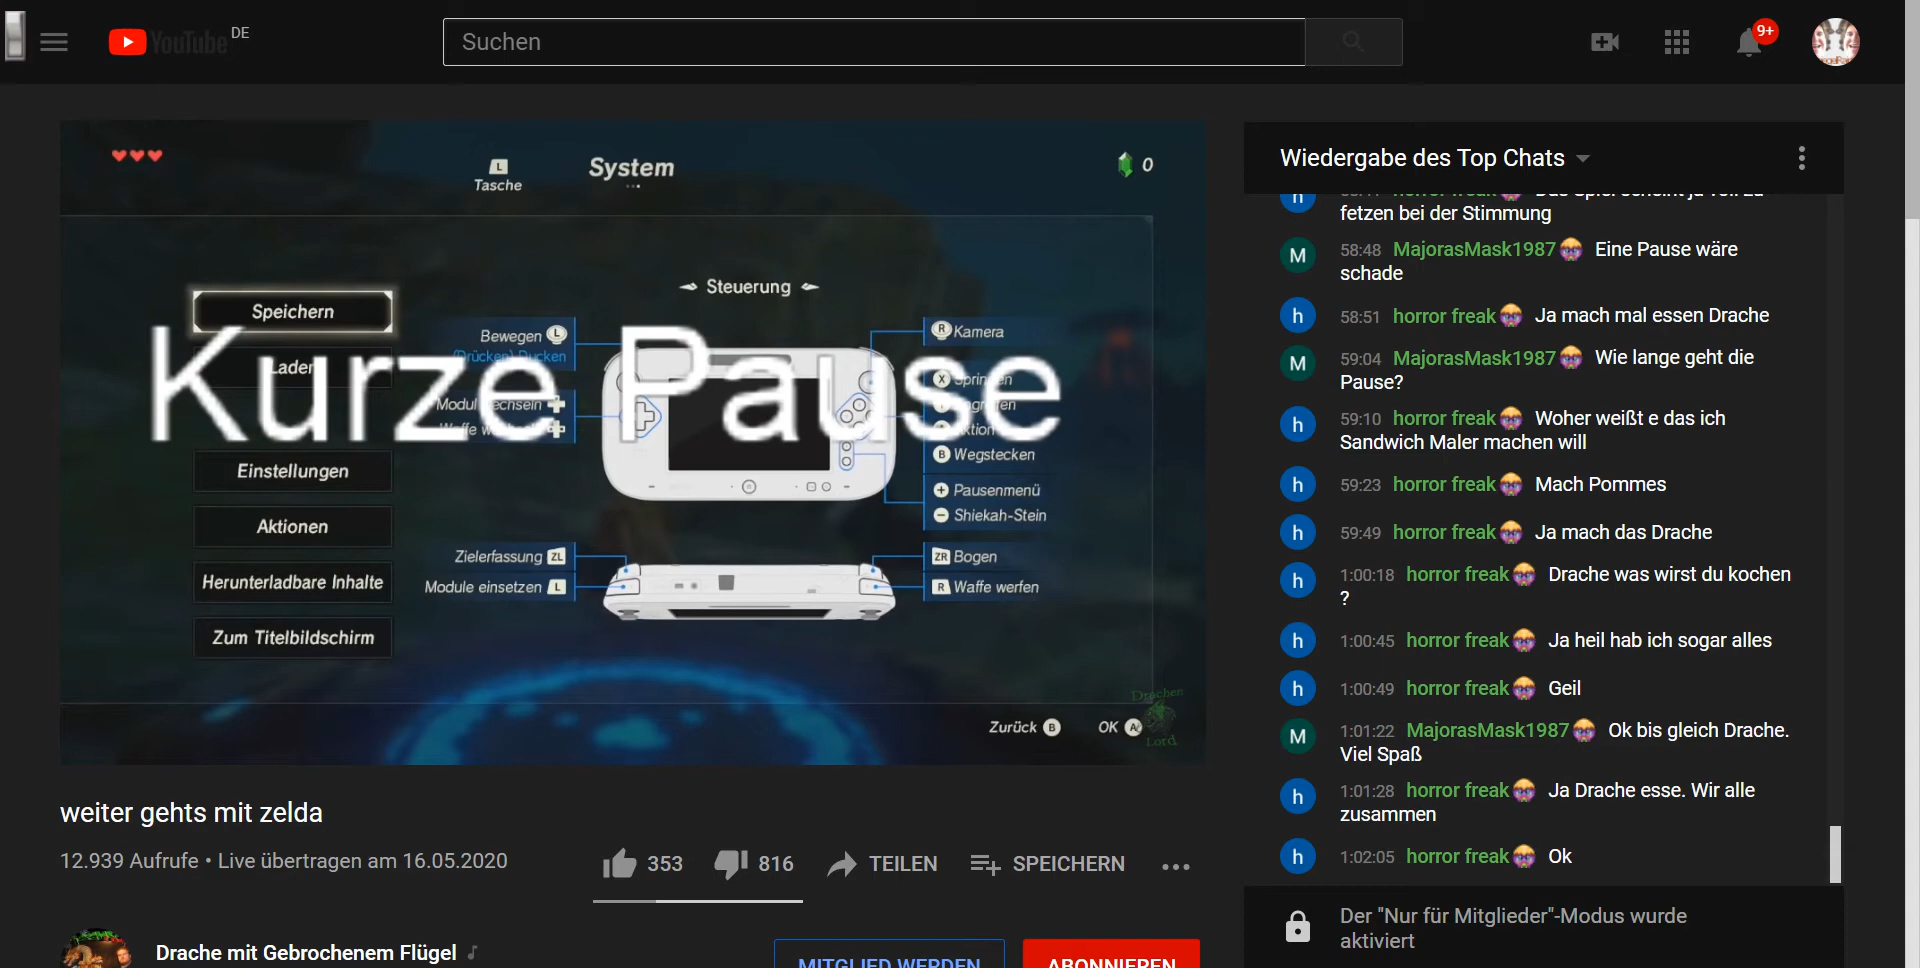 YouTube DE
Suchen
9+
L
Tasche
System
0
Steuerung
Speichern
Laden
Einstellungen
Aktionen
Herunterladbare Inhalte
Zum Titelbildschirm
Bewegen L
(Drücken) Ducken
Zielerfassung ZL
Module einsetzen L
R Kamera
X Springen
B Wegstecken
+ Pausenmenü
− Shiekah-Stein
ZR Bogen
R Waffe werfen
Kurze Pause
Zurück B
OK A
Drachen
Lord
weiter gehts mit zelda
12.939 Aufrufe • Live übertragen am 16.05.2020
353
816
TEILEN
SPEICHERN
Drache mit Gebrochenem Flügel
MITGLIED WERDEN
ABONNIEREN
Wiedergabe des Top Chats
h
fetzen bei der Stimmung
M 58:48 MajorasMask1987 Eine Pause wäre
schade
h 58:51 horror freak Ja mach mal essen Drache
M 59:04 MajorasMask1987 Wie lange geht die
Pause?
h 59:10 horror freak Woher weißt e das ich
Sandwich Maler machen will
h 59:23 horror freak Mach Pommes
h 59:49 horror freak Ja mach das Drache
h 1:00:18 horror freak Drache was wirst du kochen
?
h 1:00:45 horror freak Ja heil hab ich sogar alles
h 1:00:49 horror freak Geil
M 1:01:22 MajorasMask1987 Ok bis gleich Drache.
Viel Spaß
h 1:01:28 horror freak Ja Drache esse. Wir alle
zusammen
h 1:02:05 horror freak Ok
Der "Nur für Mitglieder"-Modus wurde
aktiviert